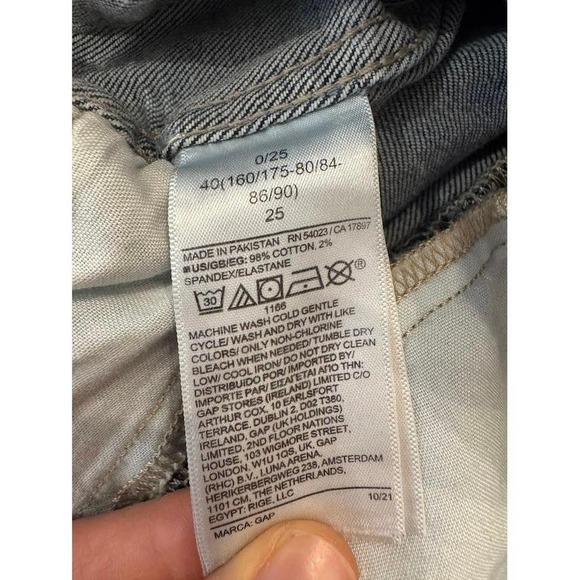 0/25
40(160/175-80/84-
86/90)
25
MADE IN PAKISTAN RN 54023 / CA 17897
US/GB/EG: 98% COTTON, 2%
SPANDEX/ELASTANE
30
®
1166
MACHINE WASH COLD GENTLE
CYCLE/ WASH AND DRY WITH LIKE
COLORS/ ONLY NON-CHLORINE
BLEACH WHEN NEEDED/ TUMBLE DRY
LOW/ COOL IRON/ DO NOT DRY CLEAN
DISTRIBUIDO POR/ IMPORTED BY/
IMPORTE PAR/ ΕΙΣΑΓΕΤΑΙ ΑΠΟ ΤΗΝ:
GAP STORES (IRELAND) LIMITED C/O
ARTHUR COX, 10 EARLSFORT
TERRACE, DUBLIN 2, D02 T380,
IRELAND, GAP (UK HOLDINGS)
LIMITED, 2ND FLOOR NATIONS
HOUSE, 103 WIGMORE STREET,
LONDON, W1U 1QS, UK, GAP
(RHC) B.V., LUNA ARENA,
HERIKERBERGWEG 238, AMSTERDAM
1101 CM, THE NETHERLANDS,
EGYPT: RIGE, LLC
10/21
MARCA: GAP